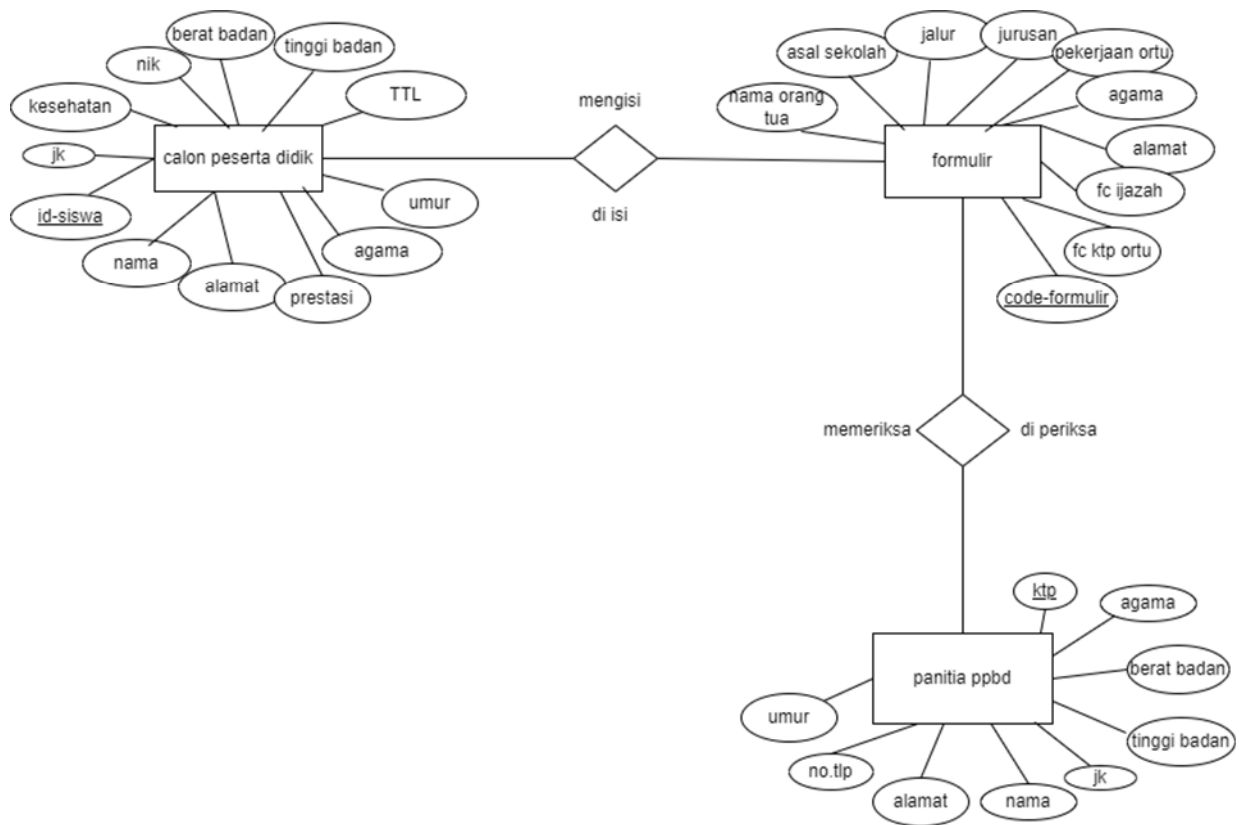 berat badan
tinggi badan
nik
TTL
kesehatan
calon peserta didik
jk
id-siswa
umur
nama
alamat
prestasi
agama
mengisi
di isi
asal sekolah
jalur
jurusan
pekerjaan ortu
nama orang
tua
agama
formulir
alamat
fc ijazah
fc ktp ortu
code-formulir
memeriksa
di periksa
ktp
agama
panitia ppbd
berat badan
umur
tinggi badan
no.tlp
jk
alamat
nama